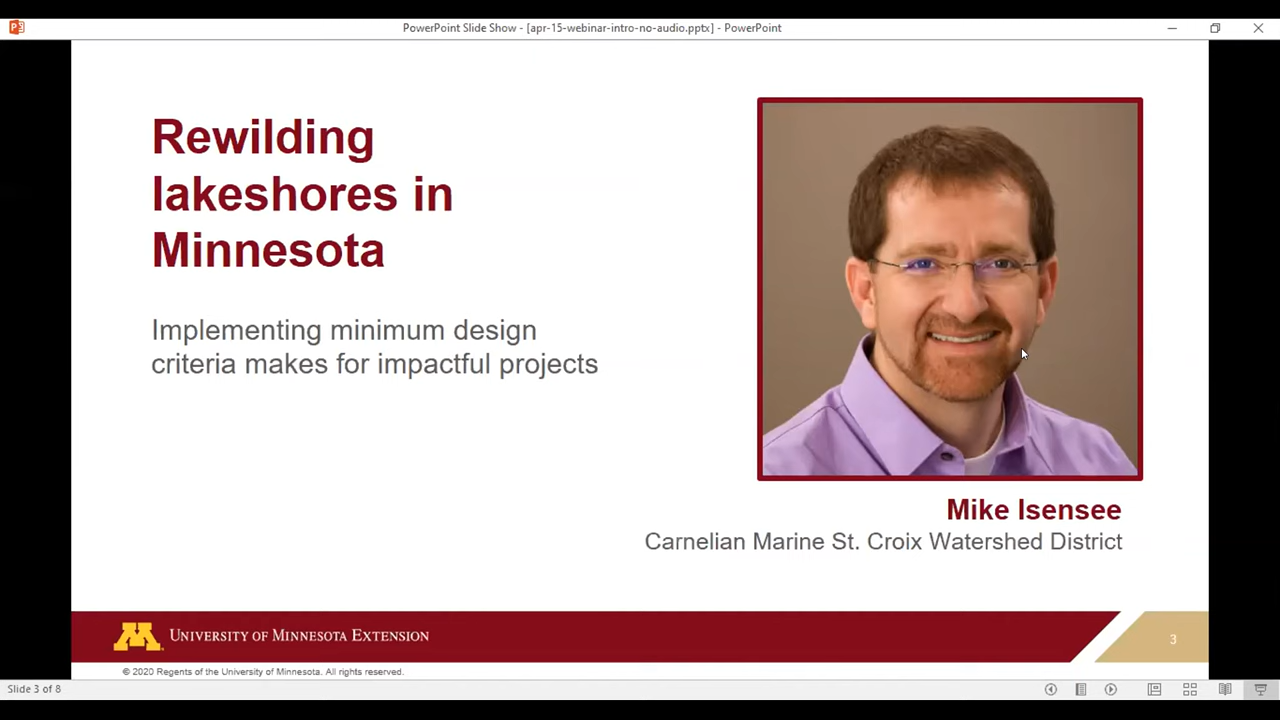 PowerPoint Slide Show - [apr-15-webinar-intro-no-audio.pptx] - PowerPoint
Rewilding
lakeshores in
Minnesota
Implementing minimum design
criteria makes for impactful projects
Mike Isensee
Carnelian Marine St. Croix Watershed District
UNIVERSITY OF MINNESOTA EXTENSION
3
© 2020 Regents of the University of Minnesota. All rights reserved.
Slide 3 of 8